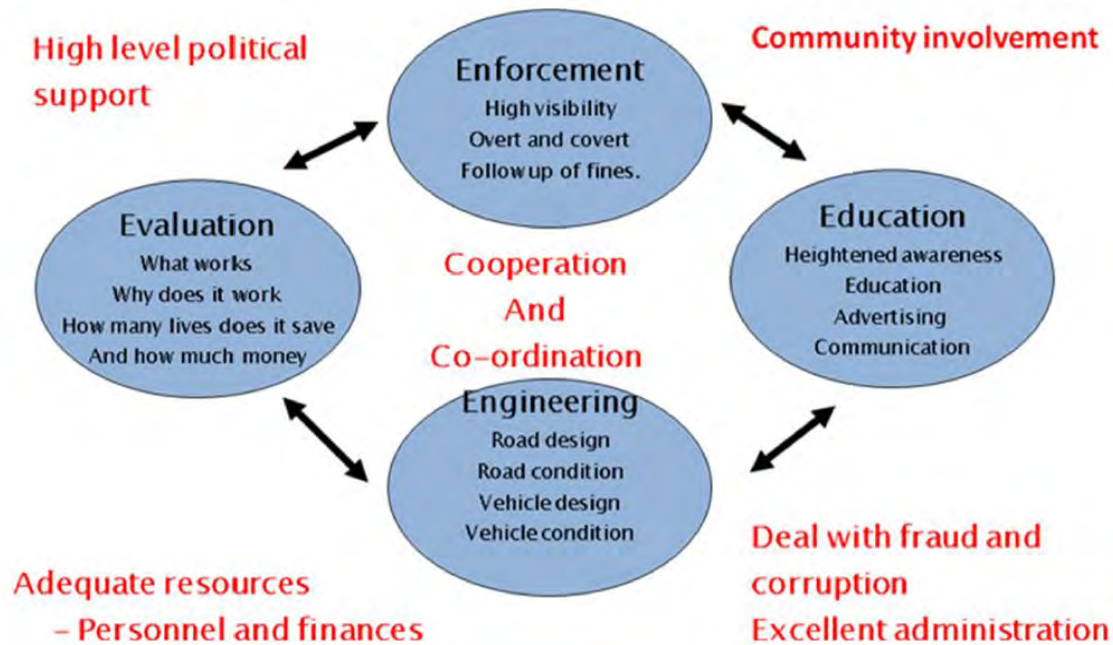 High level political
support
Community involvement
Enforcement
High visibility
Overt and covert
Follow up of fines.
Evaluation
What works
Why does it work
How many lives does it save
And how much money
Cooperation
And
Co-ordination
Education
Heightened awareness
Education
Advertising
Communication
Engineering
Road design
Road condition
Vehicle design
Vehicle condition
Adequate resources
– Personnel and finances
Deal with fraud and
corruption
Excellent administration